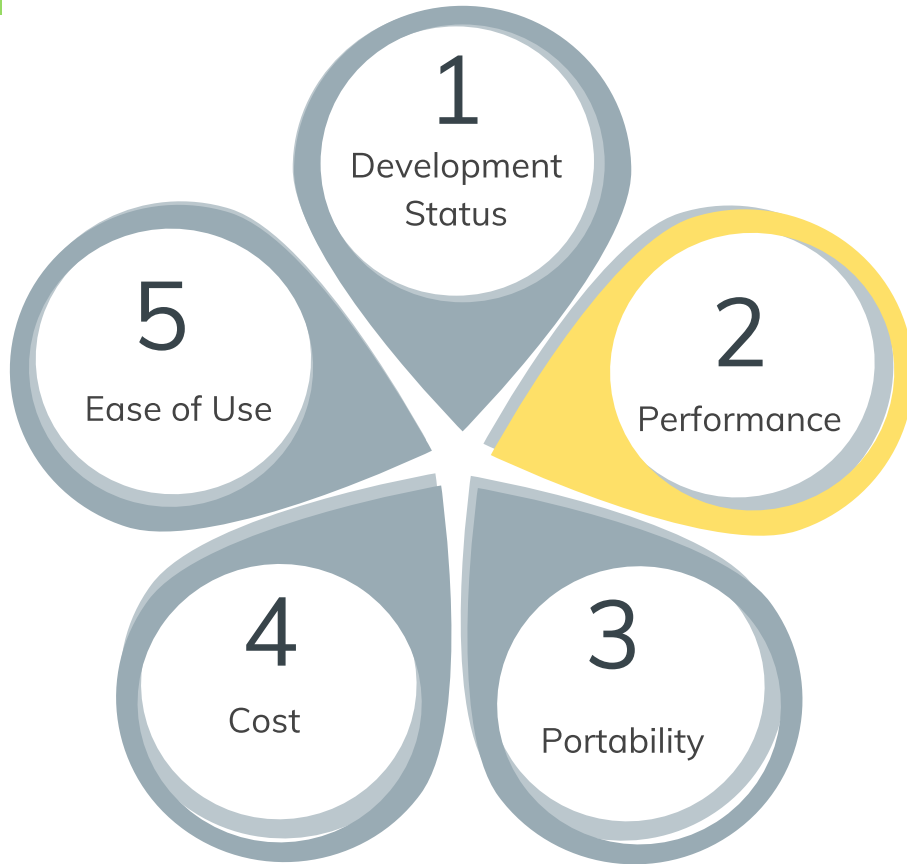 1
Development
Status
2
Performance
3
Portability
4
Cost
5
Ease of Use